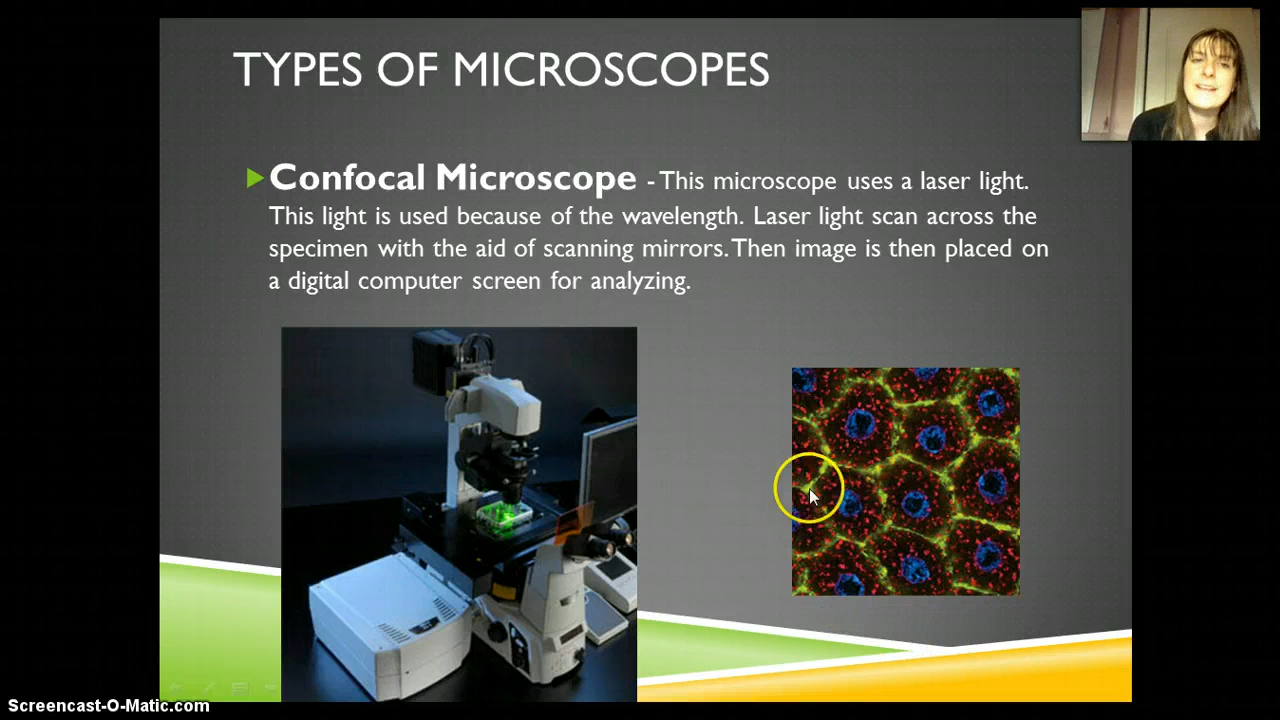 TYPES OF MICROSCOPES
Confocal Microscope - This microscope uses a laser light.
This light is used because of the wavelength. Laser light scan across the
specimen with the aid of scanning mirrors. Then image is then placed on
a digital computer screen for analyzing.
Screencast-O-Matic.com